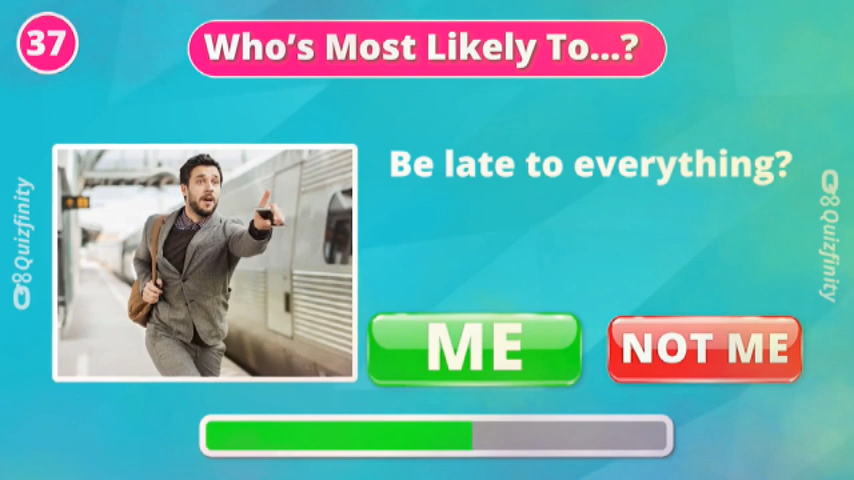 37
Who's Most Likely To...?
Be late to everything?
Quizfinity
Quizfinity
ME
NOT ME